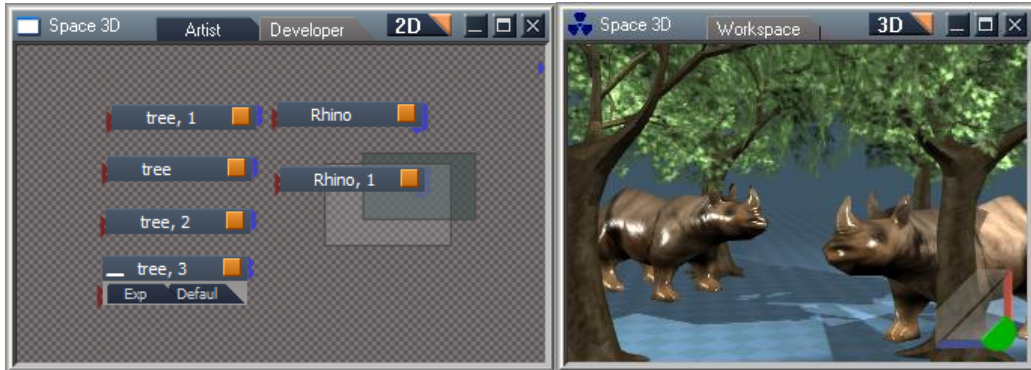 Space 3D Artist Developer 2D
tree, 1
Rhino
tree
Rhino, 1
tree, 2
tree, 3
Exp Defaul
Space 3D Workspace 3D